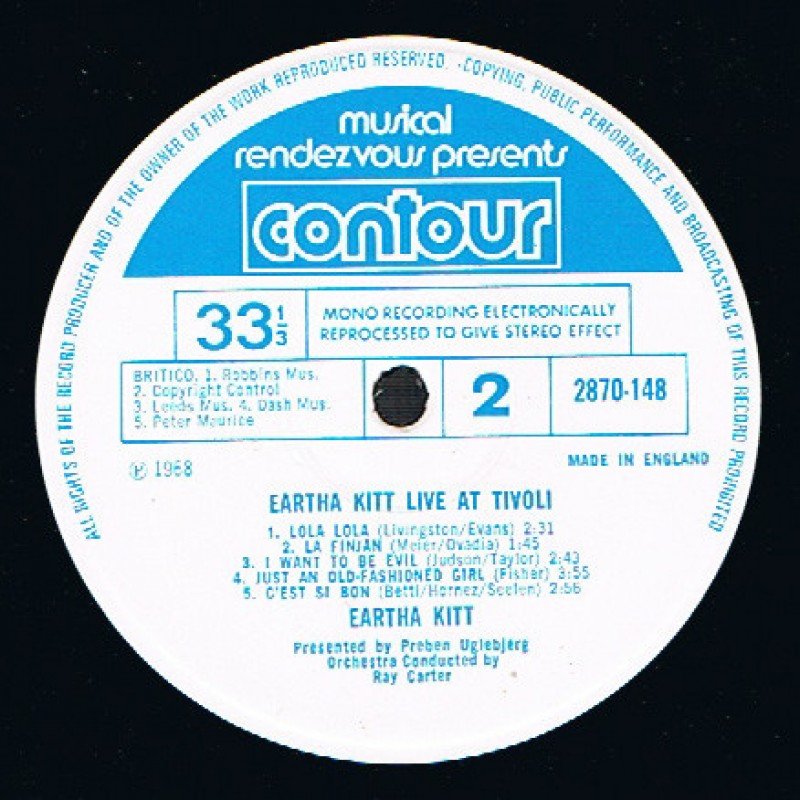 ALL RIGHTS OF THE RECORD PRODUCER AND OF THE OWNER OF THE WORK REPRODUCED RESERVED. COPYING, PUBLIC PERFORMANCE AND BROADCASTING OF THIS RECORD PROHIBITED
musical
rendezvous presents
contour
33 1/3
MONO RECORDING ELECTRONICALLY
REPROCESSED TO GIVE STEREO EFFECT
BRITICO. 1. Robbins Mus.
2. Copyright Control
3. Leeds Mus. 4. Dash Mus.
5. Peter Maurice
2
2870·148
℗ 1968
MADE IN ENGLAND
EARTHA KITT LIVE AT TIVOLI
1. LOLA LOLA (Livingston/Evans) 2:31
2. LA FINJAN (Meier/Ovadia) 1:45
3. I WANT TO BE EVIL (Judson/Taylor) 2:43
4. JUST AN OLD-FASHIONED GIRL (Fisher) 3:55
5. C'EST SI BON (Betti/Hornez/Seelen) 2:56
EARTHA KITT
Presented by Preben Uglebjerg
Orchestra Conducted by
Ray Carter